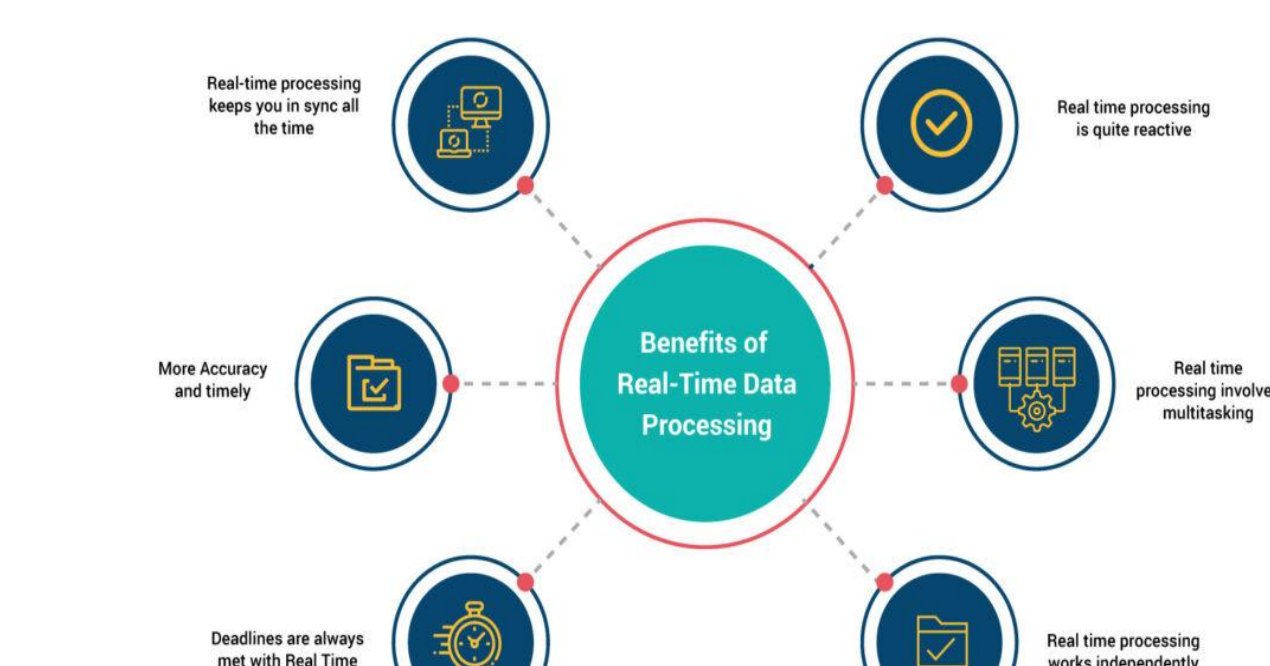 Real-time processing
keeps you in sync all
the time
Real time processing
is quite reactive
Benefits of
Real-Time Data
Processing
More Accuracy
and timely
Real time
processing involve
multitasking
Deadlines are always
met with Real Time
Real time processing
works independently